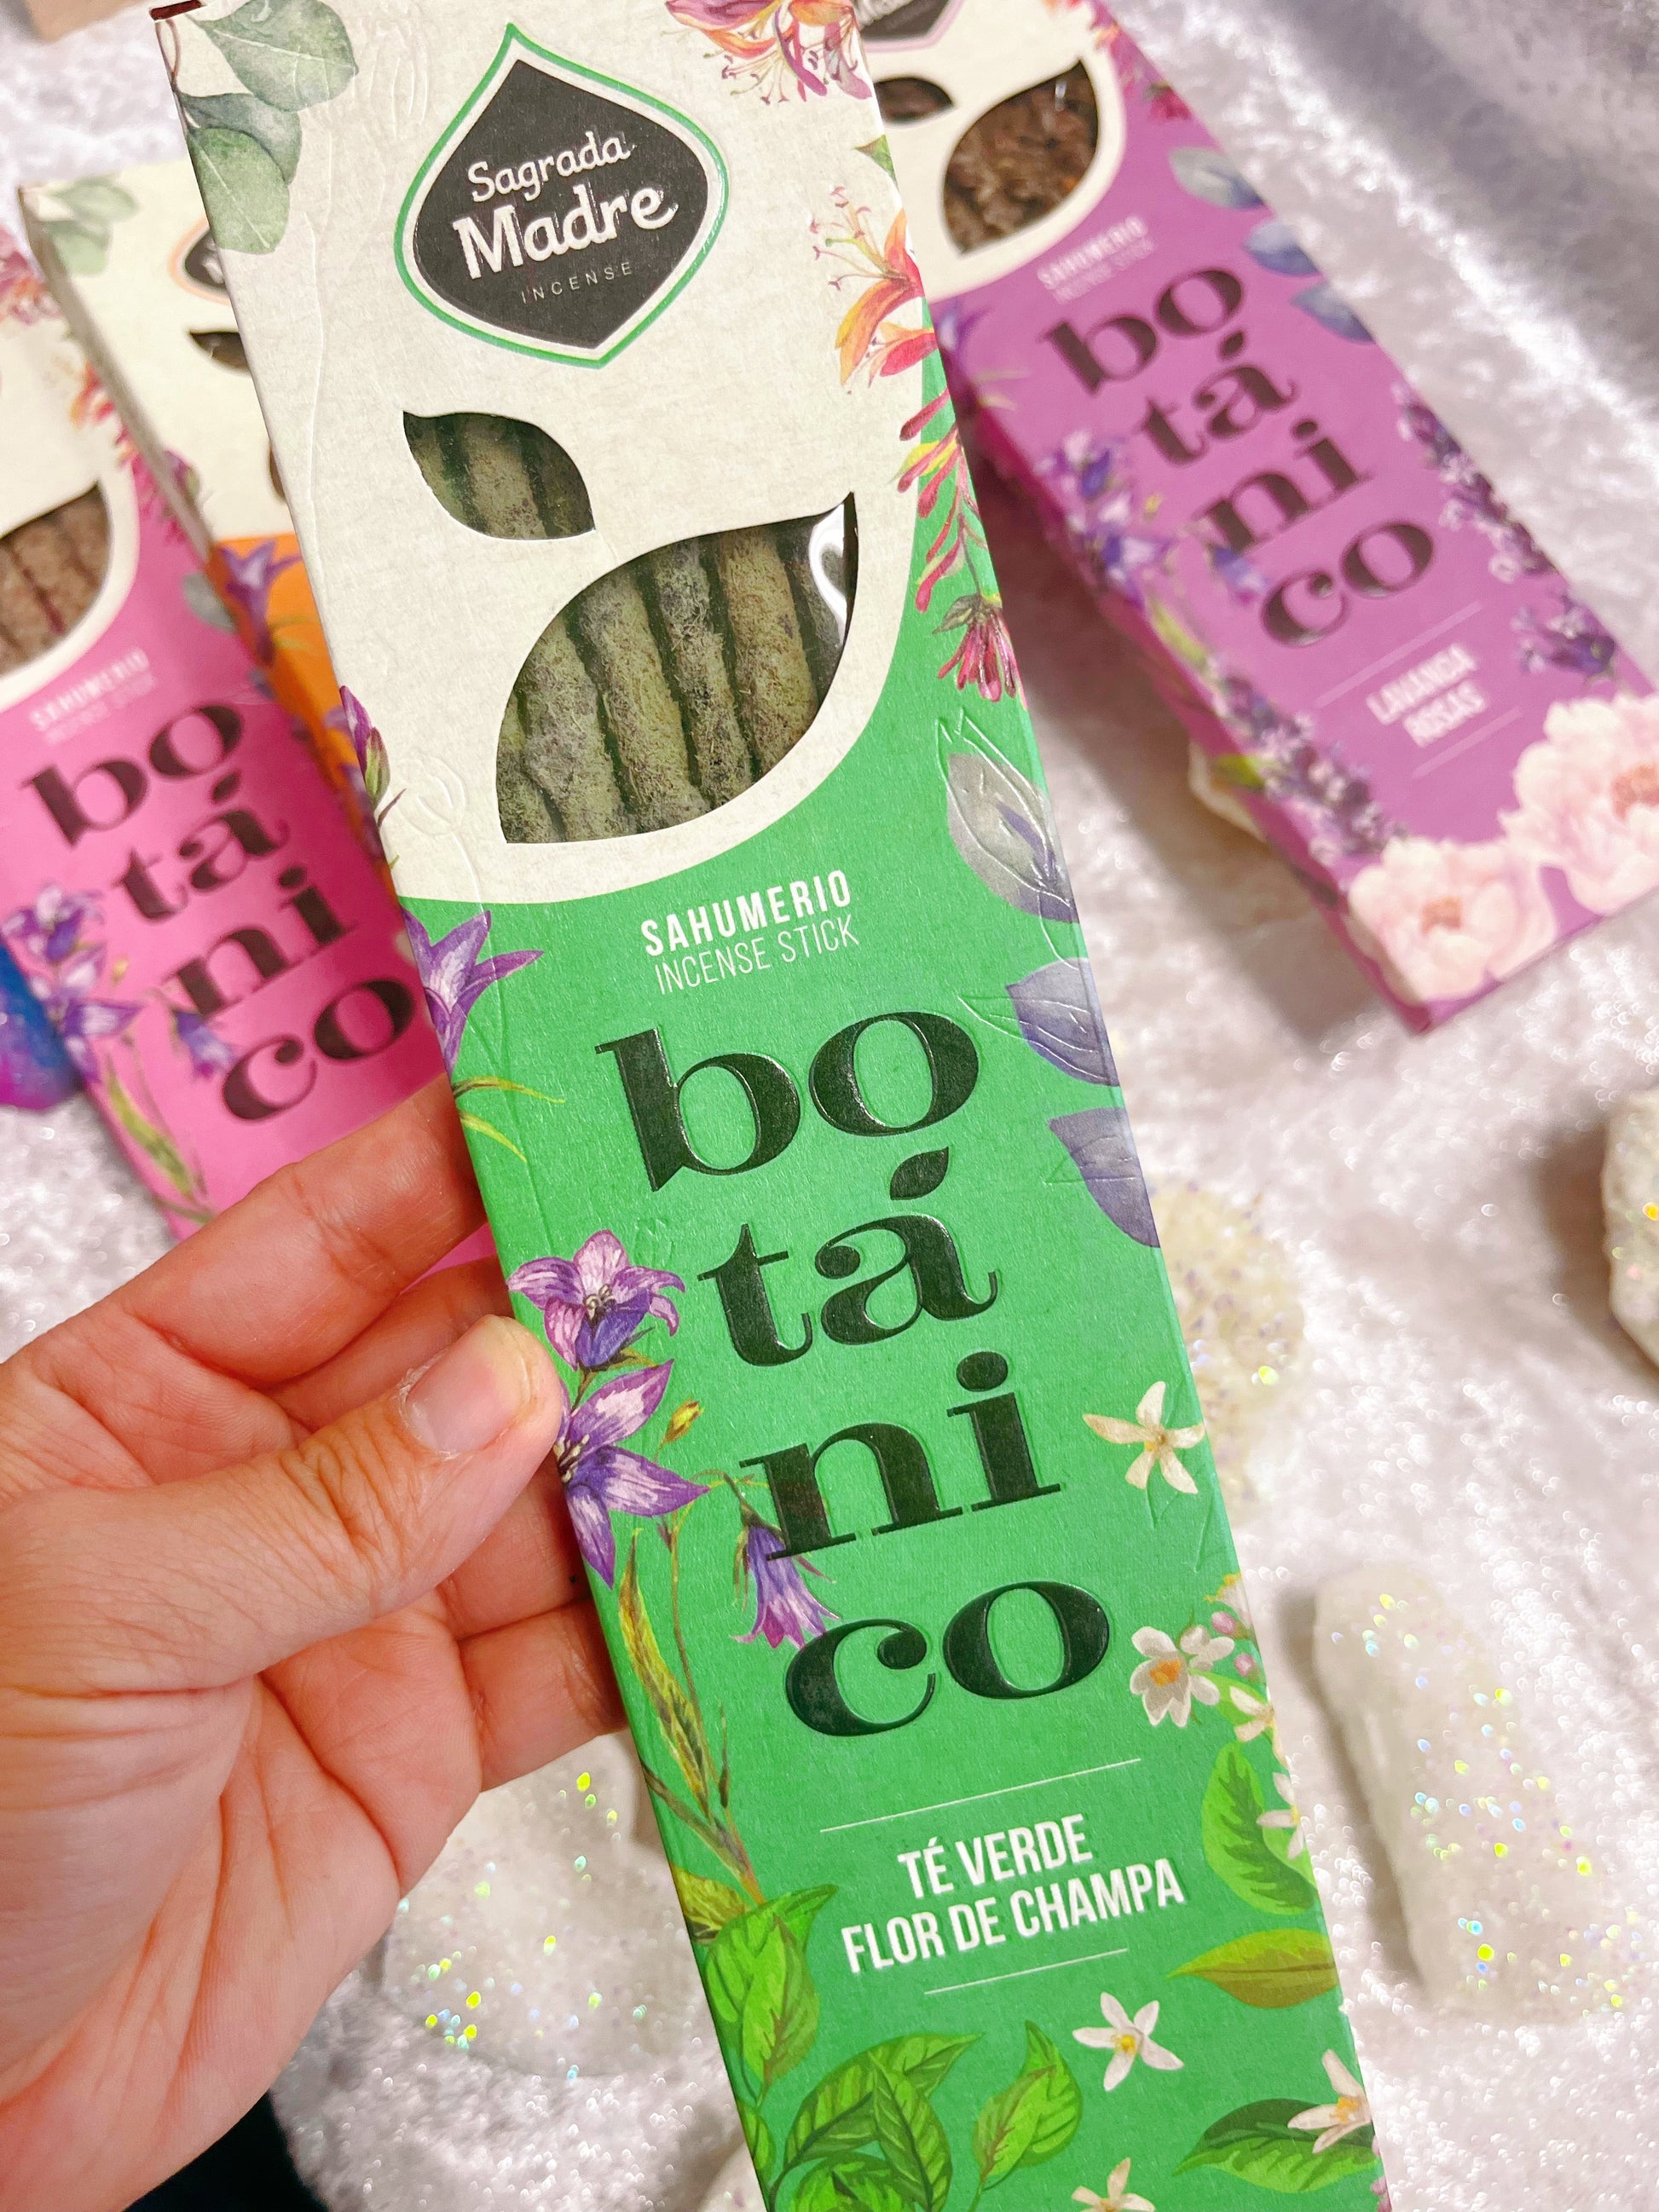 Sagrada
Madre
INCENSE
SAHUMERIO
INCENSE STICK
bo
tá
ni
co
TÉ VERDE
FLOR DE CHAMPA
SAHUMERIO
INCENSE STICK
bo
tá
ni
co
LAVANDA
ROSAS
SAHUMERIO
INCENSE STICK
bo
tá
ni
co